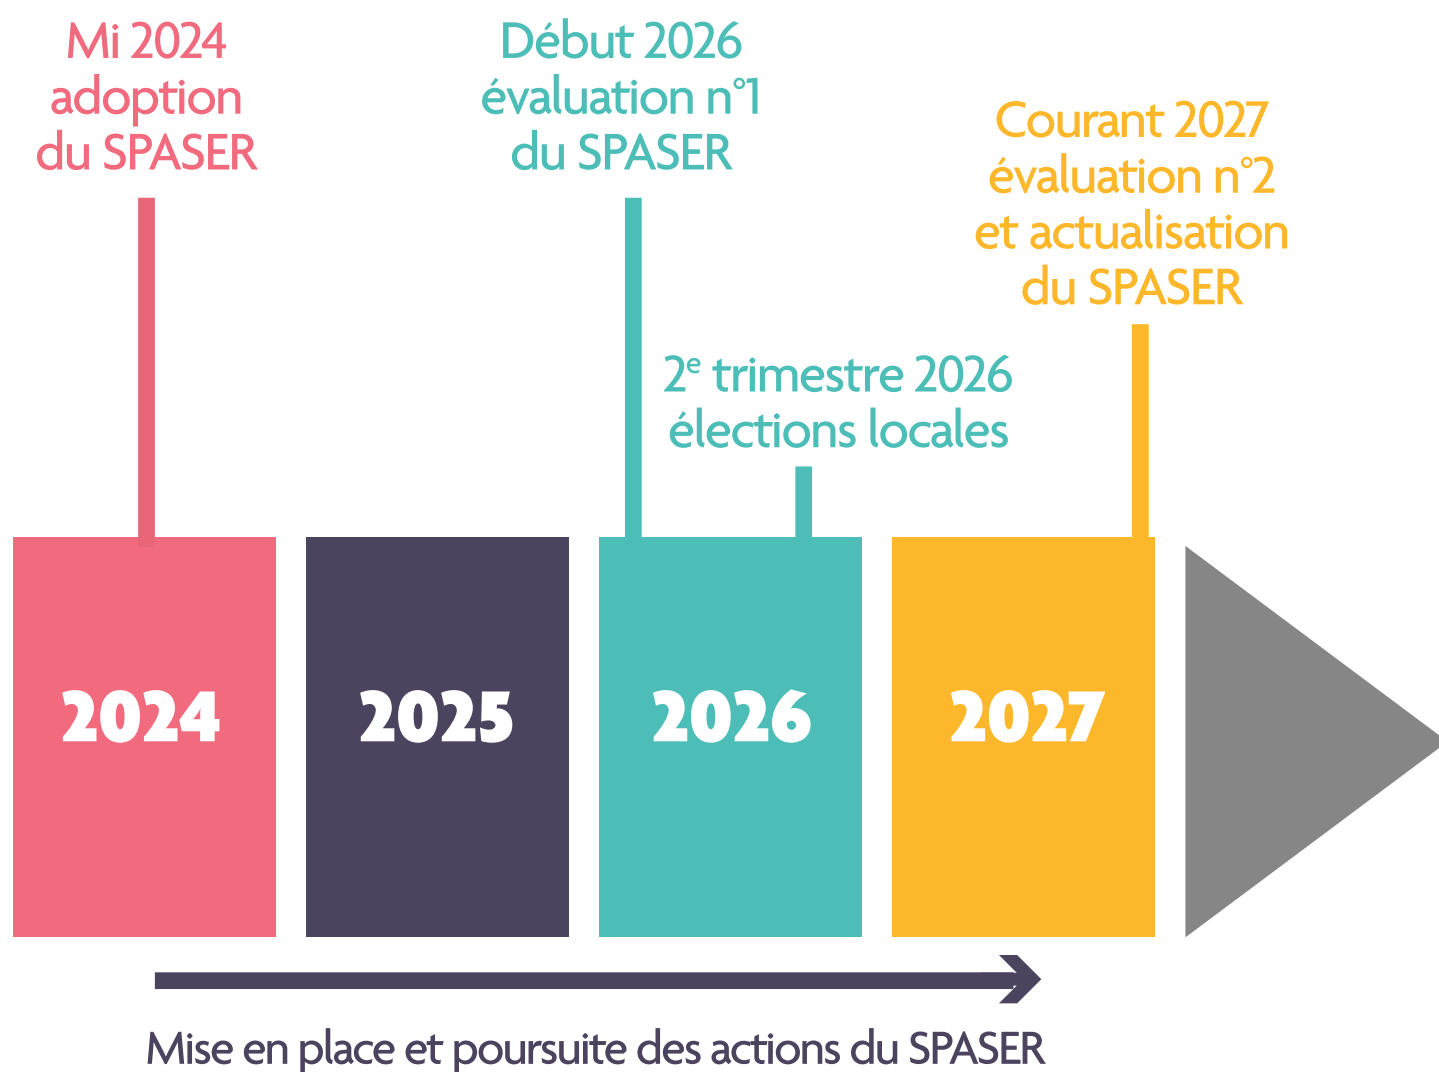 Mi 2024
adoption
du SPASER
Début 2026
évaluation n°1
du SPASER
Courant 2027
évaluation n°2
et actualisation
du SPASER
2e trimestre 2026
élections locales
2024
2025
2026
2027
Mise en place et poursuite des actions du SPASER